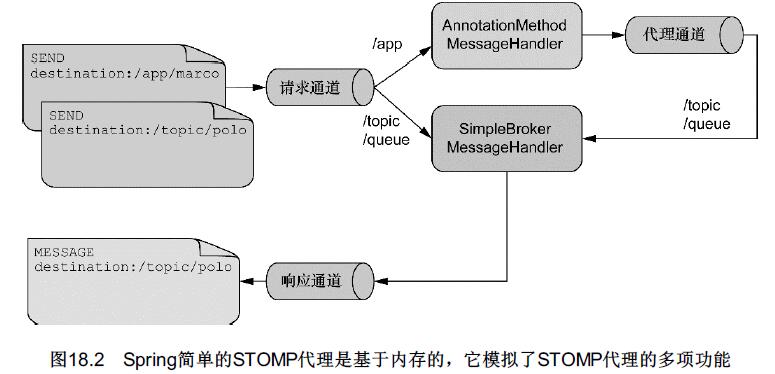 SEND
destination:/app/marco
SEND
destination:/topic/polo
请求通道
/app
/topic
/queue
AnnotationMethod
MessageHandler
代理通道
/topic
/queue
SimpleBroker
MessageHandler
MESSAGE
destination:/topic/polo
响应通道
图18.2 Spring简单的STOMP代理是基于内存的，它模拟了STOMP代理的多项功能